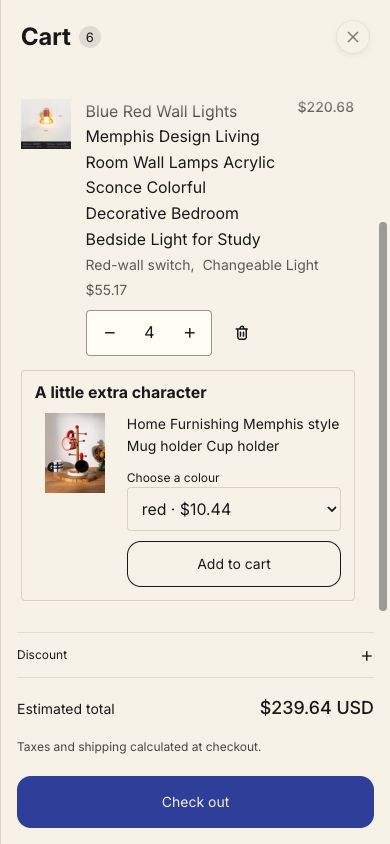 Cart 6
Blue Red Wall Lights $220.68
Memphis Design Living
Room Wall Lamps Acrylic
Sconce Colorful
Decorative Bedroom
Bedside Light for Study
Red-wall switch, Changeable Light
$55.17
− 4 +
A little extra character
Home Furnishing Memphis style
Mug holder Cup holder
Choose a colour
red · $10.44
Add to cart
Discount +
Estimated total $239.64 USD
Taxes and shipping calculated at checkout.
Check out